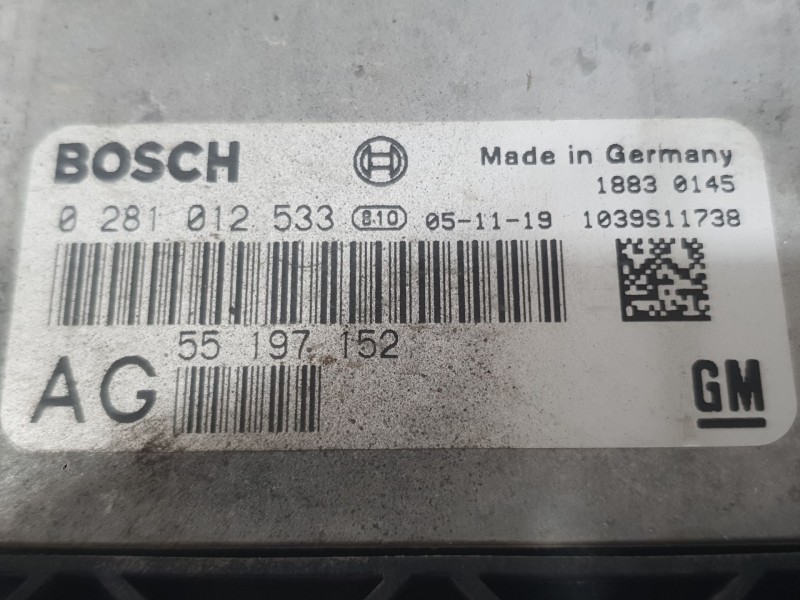 BOSCH Made in Germany
1883 0145
0 281 012 533 8.10 05-11-19 1039S11738
55 197 152
AG GM